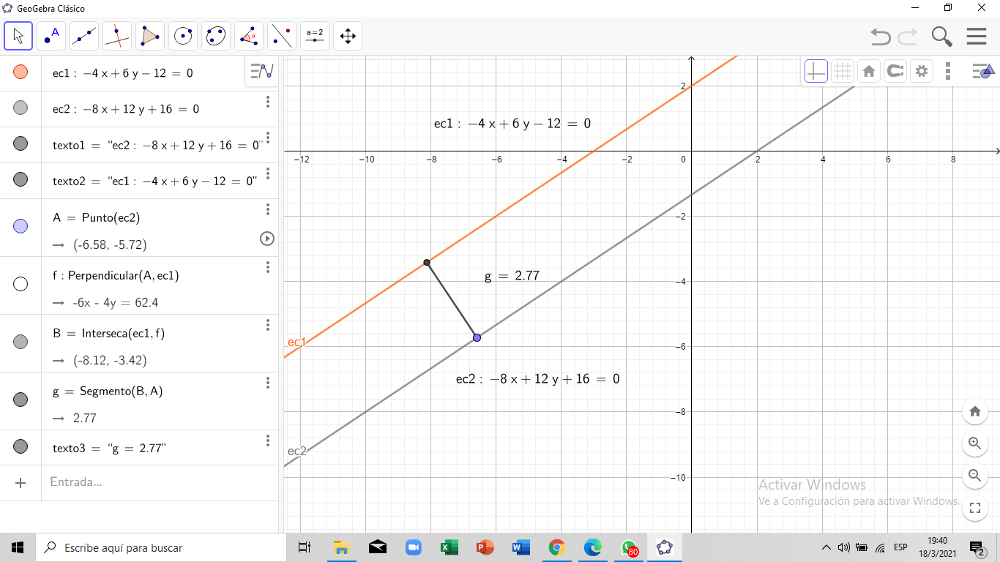 GeoGebra Clásico
A
α
a = 2
ec1 : −4 x + 6 y − 12 = 0
ec2 : −8 x + 12 y + 16 = 0
texto1 = “ec2 : −8 x + 12 y + 16 = 0”
texto2 = “ec1 : −4 x + 6 y − 12 = 0”
A = Punto(ec2)
→ (-6.58, -5.72)
f : Perpendicular(A, ec1)
→ -6x - 4y = 62.4
B = Interseca(ec1, f)
→ (-8.12, -3.42)
g = Segmento(B, A)
→ 2.77
texto3 = “g = 2.77”
+ Entrada...
2
ec1 : −4 x + 6 y − 12 = 0
−12 −10 −8 −6 −4 −2 0 2 4 6 8
−2
g = 2.77
−4
ec1
−6
ec2 : −8 x + 12 y + 16 = 0
−8
ec2
−10
Activar Windows
Ve a Configuración para activar Windows.
Escribe aquí para buscar
80
ESP
19:40
18/3/2021
2